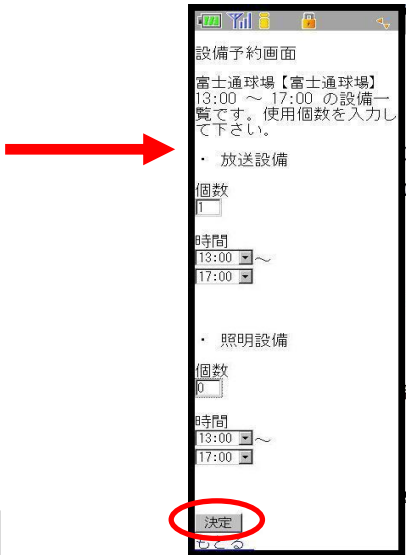 設備予約画面
富士通球場【富士通球場】
13:00 ～ 17:00 の設備一
覧です。使用個数を入力し
て下さい。
・ 放送設備
個数
1
時間
13:00 ～
17:00
・ 照明設備
個数
0
時間
13:00 ～
17:00
決定
もどる